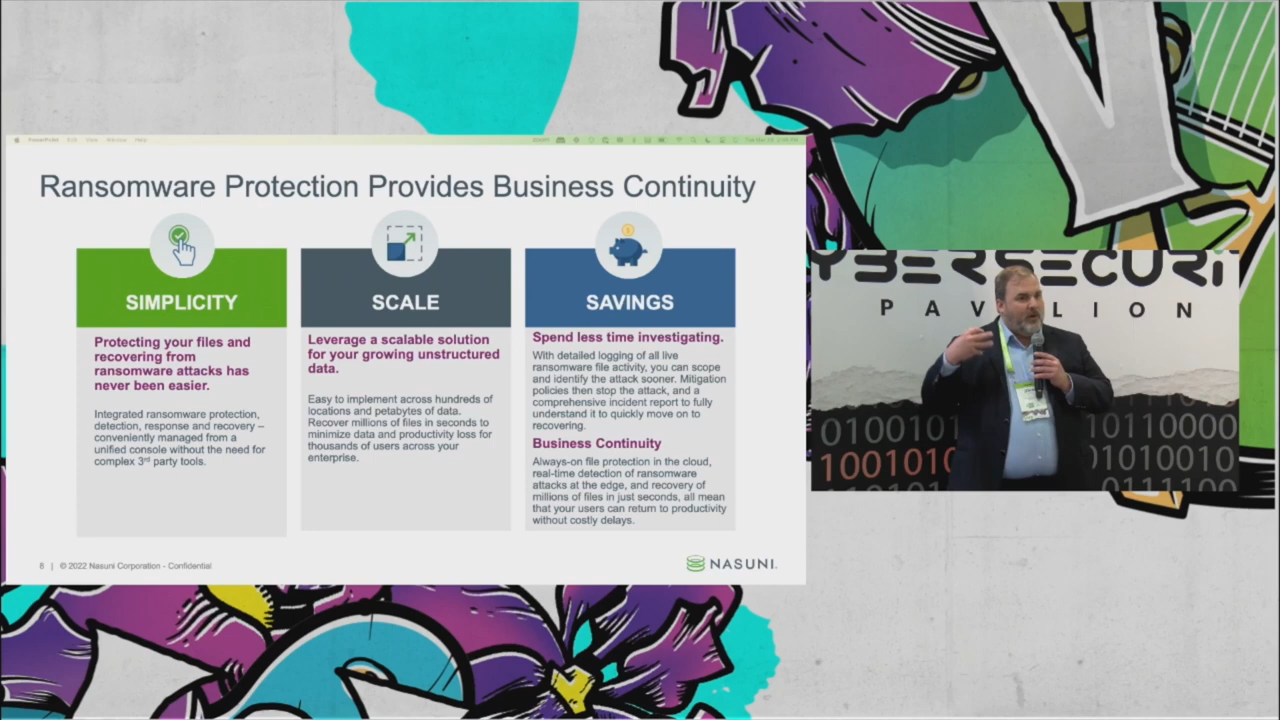 PowerPoint Edit View Window Help
Ransomware Protection Provides Business Continuity
SIMPLICITY
Protecting your files and
recovering from
ransomware attacks has
never been easier.
Integrated ransomware protection,
detection, response and recovery –
conveniently managed from a
unified console without the need for
complex 3rd party tools.
SCALE
Leverage a scalable solution
for your growing unstructured
data.
Easy to implement across hundreds of
locations and petabytes of data.
Recover millions of files in seconds to
minimize data and productivity loss for
thousands of users across your
enterprise.
SAVINGS
Spend less time investigating.
With detailed logging of all live
ransomware file activity, you can scope
and identify the attack sooner. Mitigation
policies then stop the attack, and a
comprehensive incident report to fully
understand it to quickly move on to
recovering.
Business Continuity
Always-on file protection in the cloud,
real-time detection of ransomware
attacks at the edge, and recovery of
millions of files in just seconds, all mean
that your users can return to productivity
without costly delays.
8 | © 2022 Nasuni Corporation - Confidential
NASUNI
YBERSECURI
PAVILION
010010 10110000
1001010 01010010
0111100